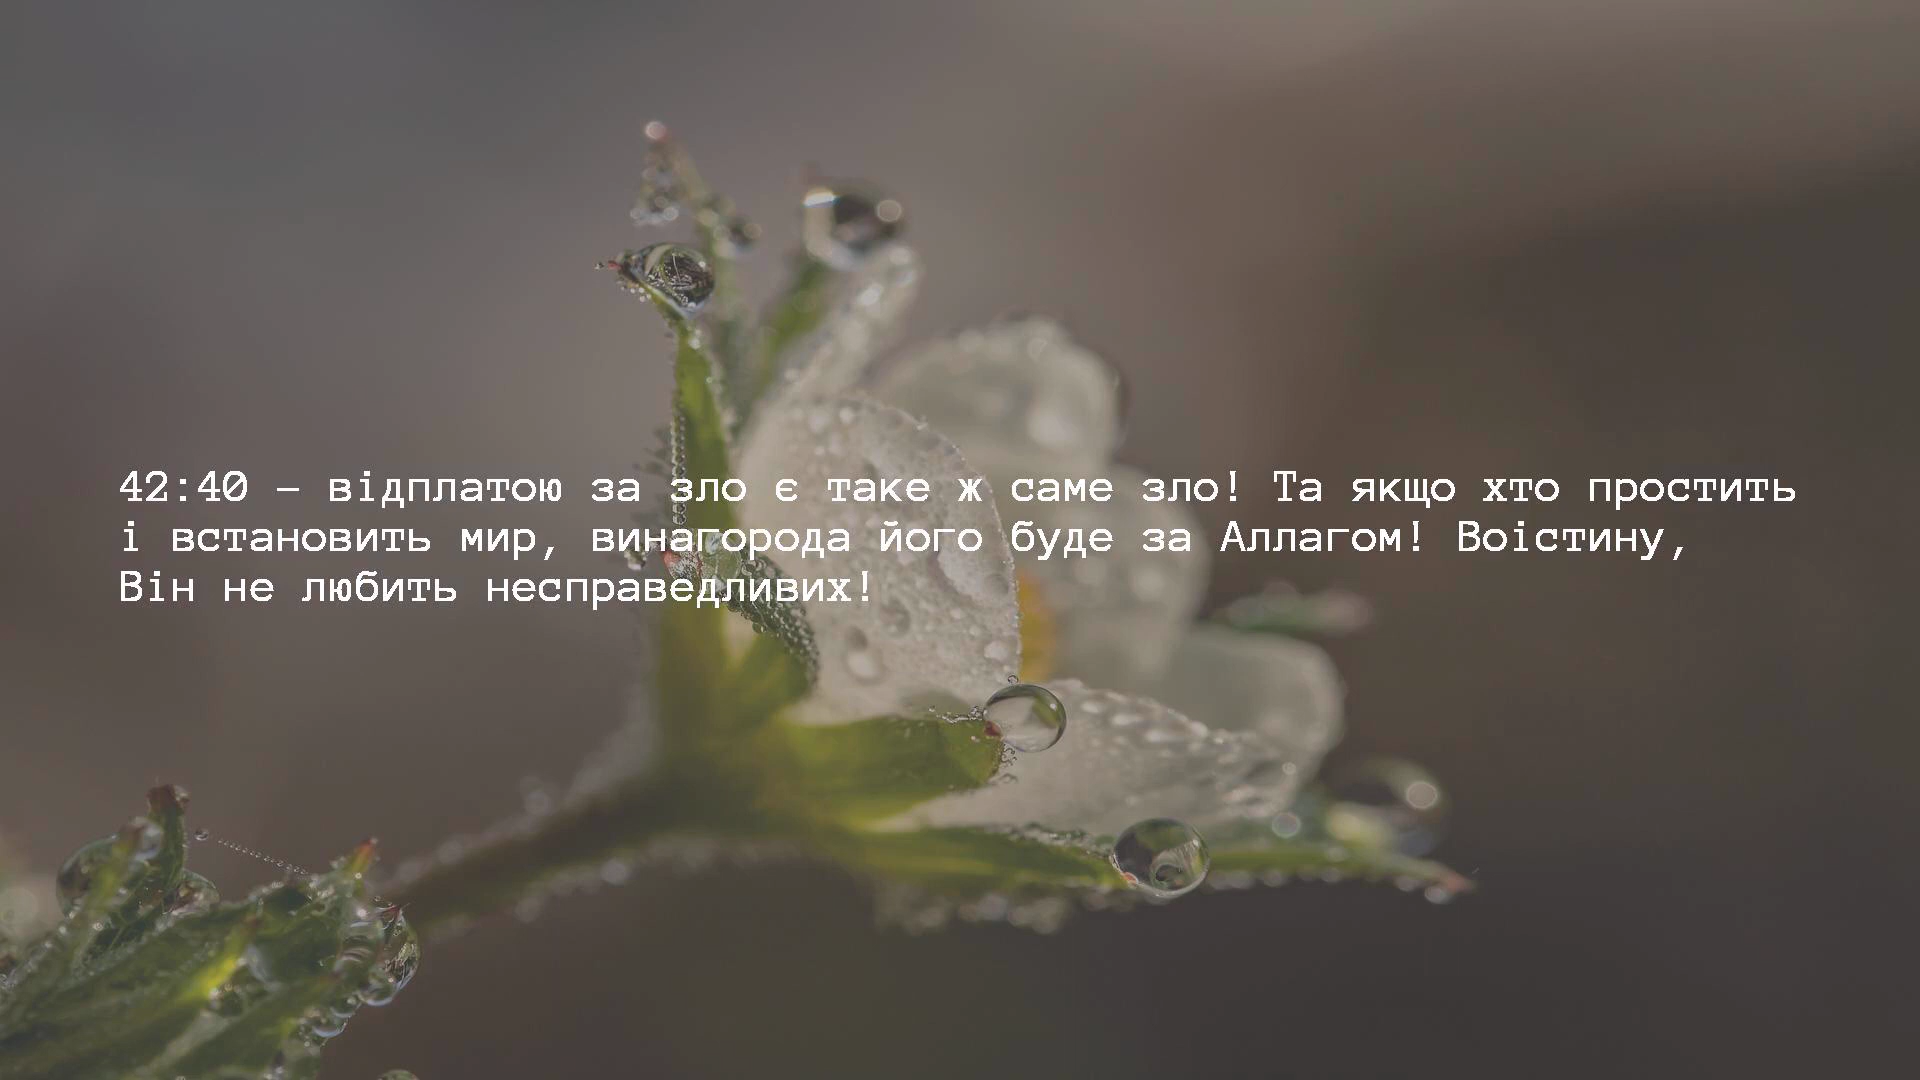 42:40 – відплатою за зло є таке ж саме зло! Та якщо хто простить
і встановить мир, винагорода його буде за Аллагом! Воістину,
Він не любить несправедливих!